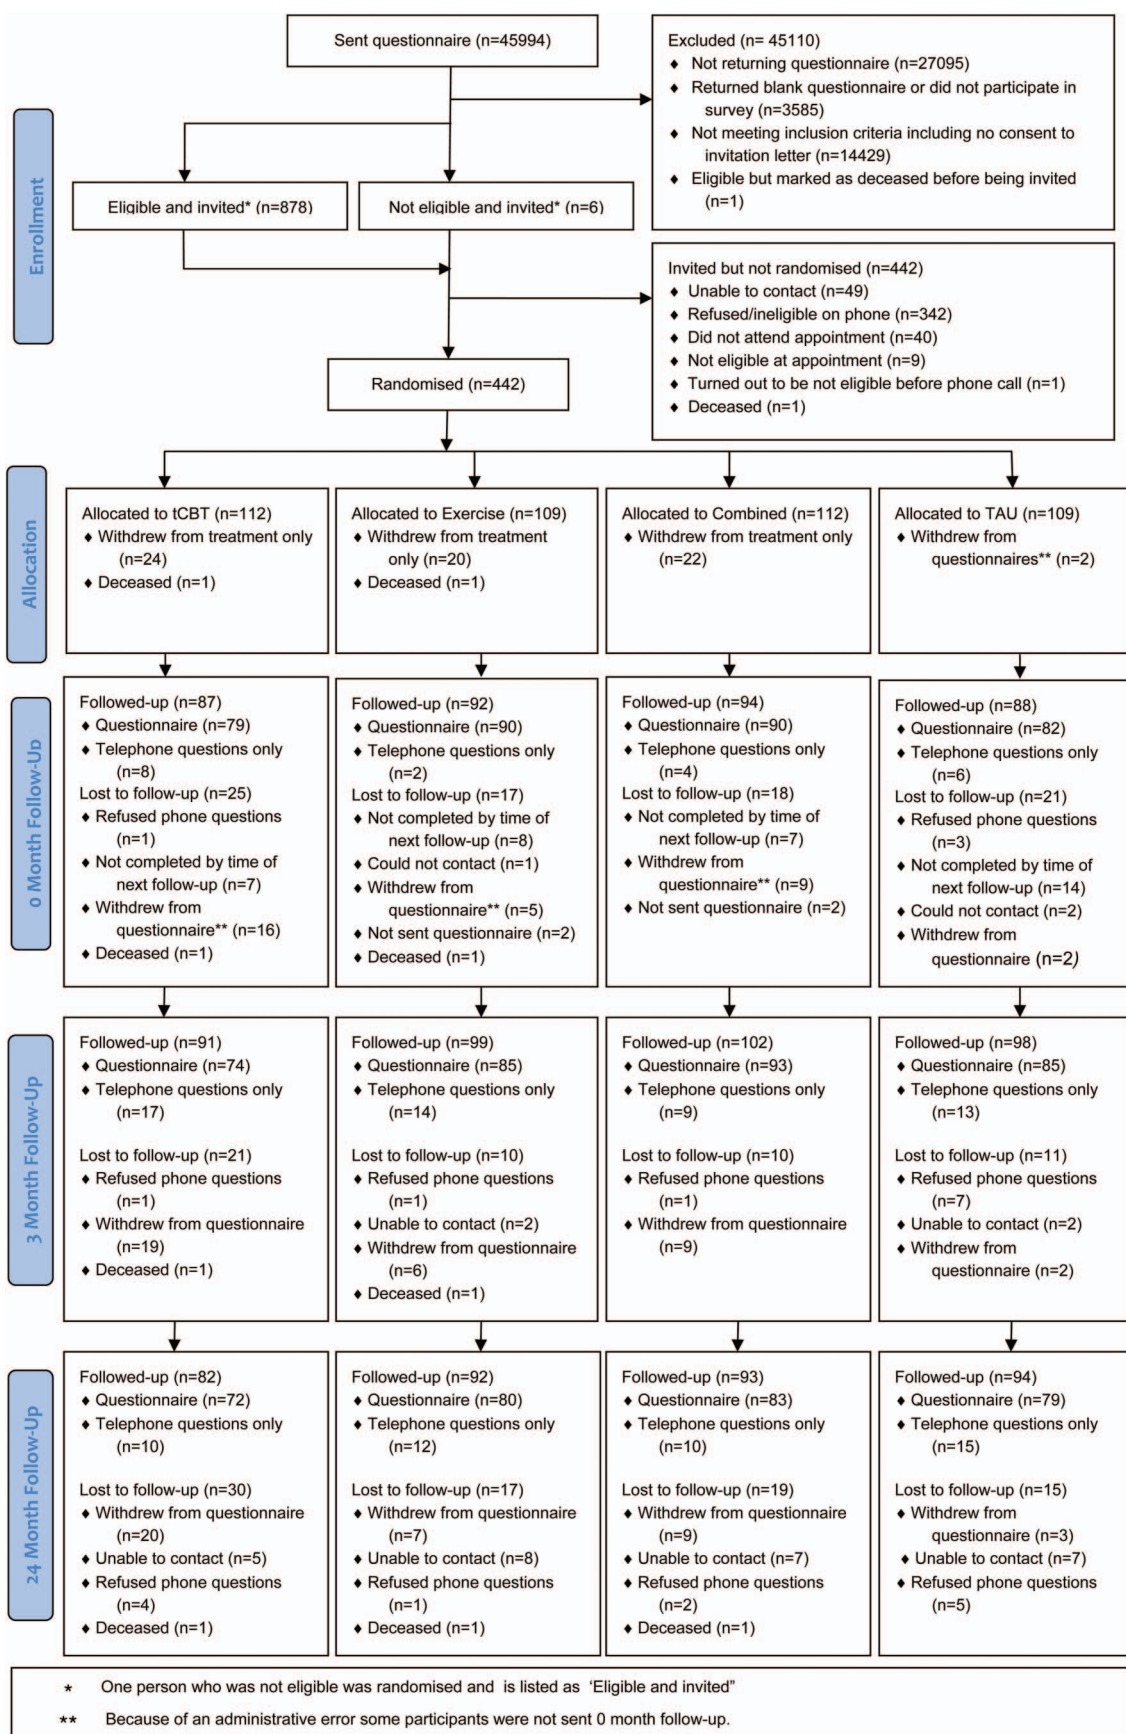 Sent questionnaire (n=45994)
Excluded (n= 45110)
♦ Not returning questionnaire (n=27095)
♦ Returned blank questionnaire or did not participate in
survey (n=3585)
♦ Not meeting inclusion criteria including no consent to
invitation letter (n=14429)
♦ Eligible but marked as deceased before being invited
(n=1)
Enrollment
Eligible and invited* (n=878)
Not eligible and invited* (n=6)
Invited but not randomised (n=442)
♦ Unable to contact (n=49)
♦ Refused/ineligible on phone (n=342)
♦ Did not attend appointment (n=40)
♦ Not eligible at appointment (n=9)
♦ Turned out to be not eligible before phone call (n=1)
♦ Deceased (n=1)
Randomised (n=442)
Allocation
Allocated to tCBT (n=112)
♦ Withdrew from treatment only
(n=24)
♦ Deceased (n=1)
Allocated to Exercise (n=109)
♦ Withdrew from treatment
only (n=20)
♦ Deceased (n=1)
Allocated to Combined (n=112)
♦ Withdrew from treatment only
(n=22)
Allocated to TAU (n=109)
♦ Withdrew from
questionnaires** (n=2)
0 Month Follow-Up
Followed-up (n=87)
♦ Questionnaire (n=79)
♦ Telephone questions only
(n=8)
Lost to follow-up (n=25)
♦ Refused phone questions
(n=1)
♦ Not completed by time of
next follow-up (n=7)
♦ Withdrew from
questionnaire** (n=16)
♦ Deceased (n=1)
Followed-up (n=92)
♦ Questionnaire (n=90)
♦ Telephone questions only
(n=2)
Lost to follow-up (n=17)
♦ Not completed by time of
next follow-up (n=8)
♦ Could not contact (n=1)
♦ Withdrew from
questionnaire** (n=5)
♦ Not sent questionnaire (n=2)
♦ Deceased (n=1)
Followed-up (n=94)
♦ Questionnaire (n=90)
♦ Telephone questions only
(n=4)
Lost to follow-up (n=18)
♦ Not completed by time of
next follow-up (n=7)
♦ Withdrew from
questionnaire** (n=9)
♦ Not sent questionnaire (n=2)
Followed-up (n=88)
♦ Questionnaire (n=82)
♦ Telephone questions only
(n=6)
Lost to follow-up (n=21)
♦ Refused phone questions
(n=3)
♦ Not completed by time of
next follow-up (n=14)
♦ Could not contact (n=2)
♦ Withdrew from
questionnaire (n=2)
3 Month Follow-Up
Followed-up (n=91)
♦ Questionnaire (n=74)
♦ Telephone questions only
(n=17)
Lost to follow-up (n=21)
♦ Refused phone questions
(n=1)
♦ Withdrew from questionnaire
(n=19)
♦ Deceased (n=1)
Followed-up (n=99)
♦ Questionnaire (n=85)
♦ Telephone questions only
(n=14)
Lost to follow-up (n=10)
♦ Refused phone questions
(n=1)
♦ Unable to contact (n=2)
♦ Withdrew from questionnaire
(n=6)
♦ Deceased (n=1)
Followed-up (n=102)
♦ Questionnaire (n=93)
♦ Telephone questions only
(n=9)
Lost to follow-up (n=10)
♦ Refused phone questions
(n=1)
♦ Withdrew from questionnaire
(n=9)
Followed-up (n=98)
♦ Questionnaire (n=85)
♦ Telephone questions only
(n=13)
Lost to follow-up (n=11)
♦ Refused phone questions
(n=7)
♦ Unable to contact (n=2)
♦ Withdrew from
questionnaire (n=2)
24 Month Follow-Up
Followed-up (n=82)
♦ Questionnaire (n=72)
♦ Telephone questions only
(n=10)
Lost to follow-up (n=30)
♦ Withdrew from questionnaire
(n=20)
♦ Unable to contact (n=5)
♦ Refused phone questions
(n=4)
♦ Deceased (n=1)
Followed-up (n=92)
♦ Questionnaire (n=80)
♦ Telephone questions only
(n=12)
Lost to follow-up (n=17)
♦ Withdrew from questionnaire
(n=7)
♦ Unable to contact (n=8)
♦ Refused phone questions
(n=1)
♦ Deceased (n=1)
Followed-up (n=93)
♦ Questionnaire (n=83)
♦ Telephone questions only
(n=10)
Lost to follow-up (n=19)
♦ Withdrew from questionnaire
(n=9)
♦ Unable to contact (n=7)
♦ Refused phone questions
(n=2)
♦ Deceased (n=1)
Followed-up (n=94)
♦ Questionnaire (n=79)
♦ Telephone questions only
(n=15)
Lost to follow-up (n=15)
♦ Withdrew from
questionnaire (n=3)
♦ Unable to contact (n=7)
♦ Refused phone questions
(n=5)
* One person who was not eligible was randomised and is listed as 'Eligible and invited"
** Because of an administrative error some participants were not sent 0 month follow-up.